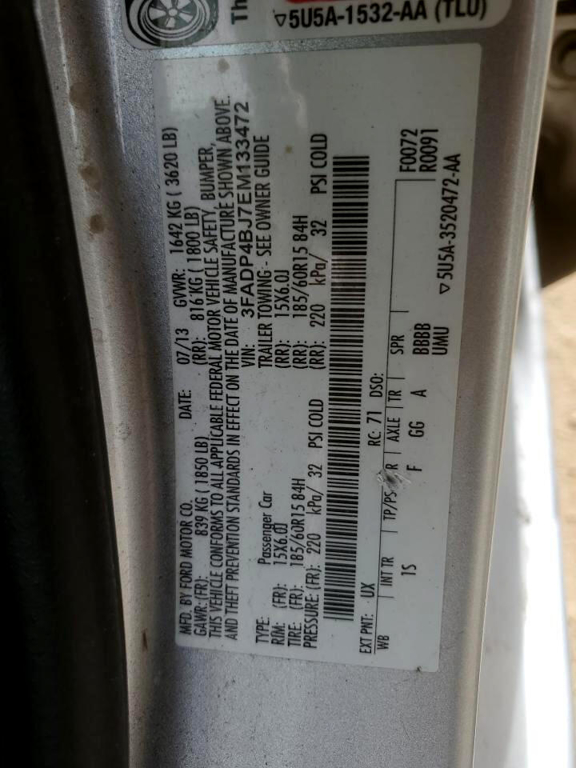 Th
▽5U5A-1532-AA (TLU)
MFD. BY FORD MOTOR CO.
DATE: 07/13 GVWR: 1642 KG ( 3620 LB)
GAWR: (FR): 839 KG ( 1850 LB) (RR): 816 KG ( 1800 LB)
THIS VEHICLE CONFORMS TO ALL APPLICABLE FEDERAL MOTOR VEHICLE SAFETY, BUMPER,
AND THEFT PREVENTION STANDARDS IN EFFECT ON THE DATE OF MANUFACTURE SHOWN ABOVE.
VIN: 3FADP4BJ7EM133472
TYPE: Passenger Car TRAILER TOWING - SEE OWNER GUIDE
RIM: (FR): 15X6.0J (RR): 15X6.0J
TIRE: (FR): 185/60R15 84H (RR): 185/60R15 84H
PRESSURE: (FR): 220 kPa/ 32 PSI COLD (RR): 220 kPa/ 32 PSI COLD
EXT PNT: UX RC: 71 DSO: F0072
R0091
WB INT TR TP/PS R AXLE TR SPR
1S F GG A BBBB
UMU
▽5U5A-3520472-AA